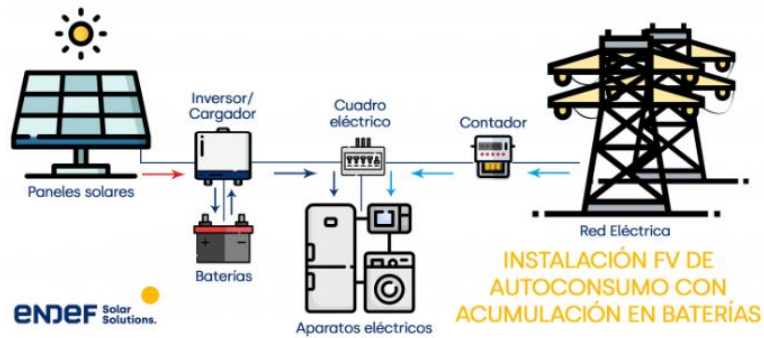 Inversor/
Cargador
Cuadro
eléctrico
Contador
Paneles solares
Baterías
Aparatos eléctricos
Red Eléctrica
INSTALACIÓN FV DE
AUTOCONSUMO CON
ACUMULACIÓN EN BATERÍAS
ENDEF Solar
Solutions.